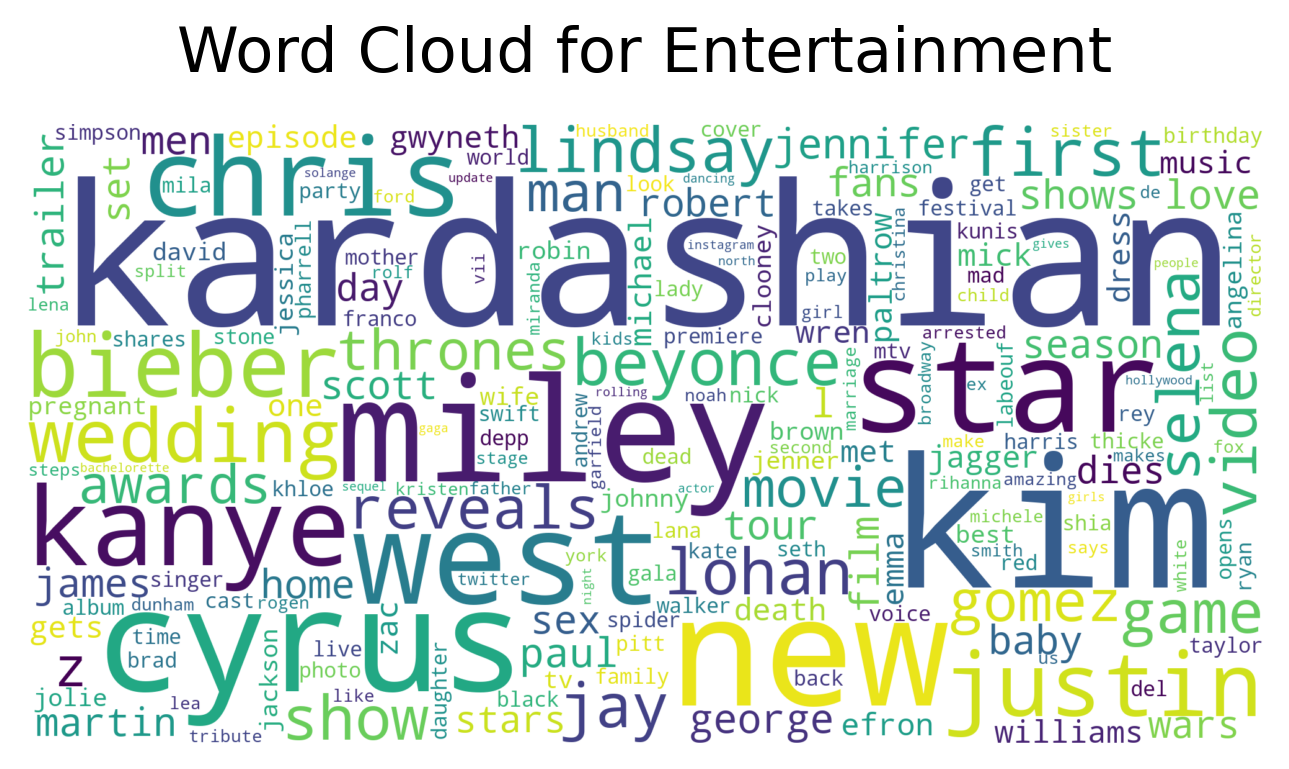 Word Cloud for Entertainment
simpson men episode gwyneth husband cover sister birthday
trailer set chris world lindsay jennifer first music
mila solange party ford update man look dancing robert harrison fans get shows de love
kardashian
david split jessica pharrell mother rolf vii robin miranda michael instagram north clooney takes two play paltrow christina festival kunis mick gives mad dress angelina people director
lena day franco lady girl child
john shares stone thrones kids premiere wren arrested
bieber scott beyonce marriage mtv star broadway season selena video
pregnant one wife rolling noah nick l ex labeouf hollywood list rey
wedding gaga miley swift depp stage andrew garfield brown second met make harris thicke makes fox
steps bachelorette dead jenner jagger dies
awards khloe sequel kristen father johnny actor movie rihanna amazing girls
kanye reveals lana tour film kim michele shia best
west york kate seth emma smith red says white opens ryan
james singer home twitter night gala lohan
album dunham cast rogen walker death voice gomez game
gets time cyrus zac sex spider new baby us taylor
z brad jackson live photo daughter paul pitt
jolie lea like black tv family back justin del
martin tribute show stars jay george efron williams wars